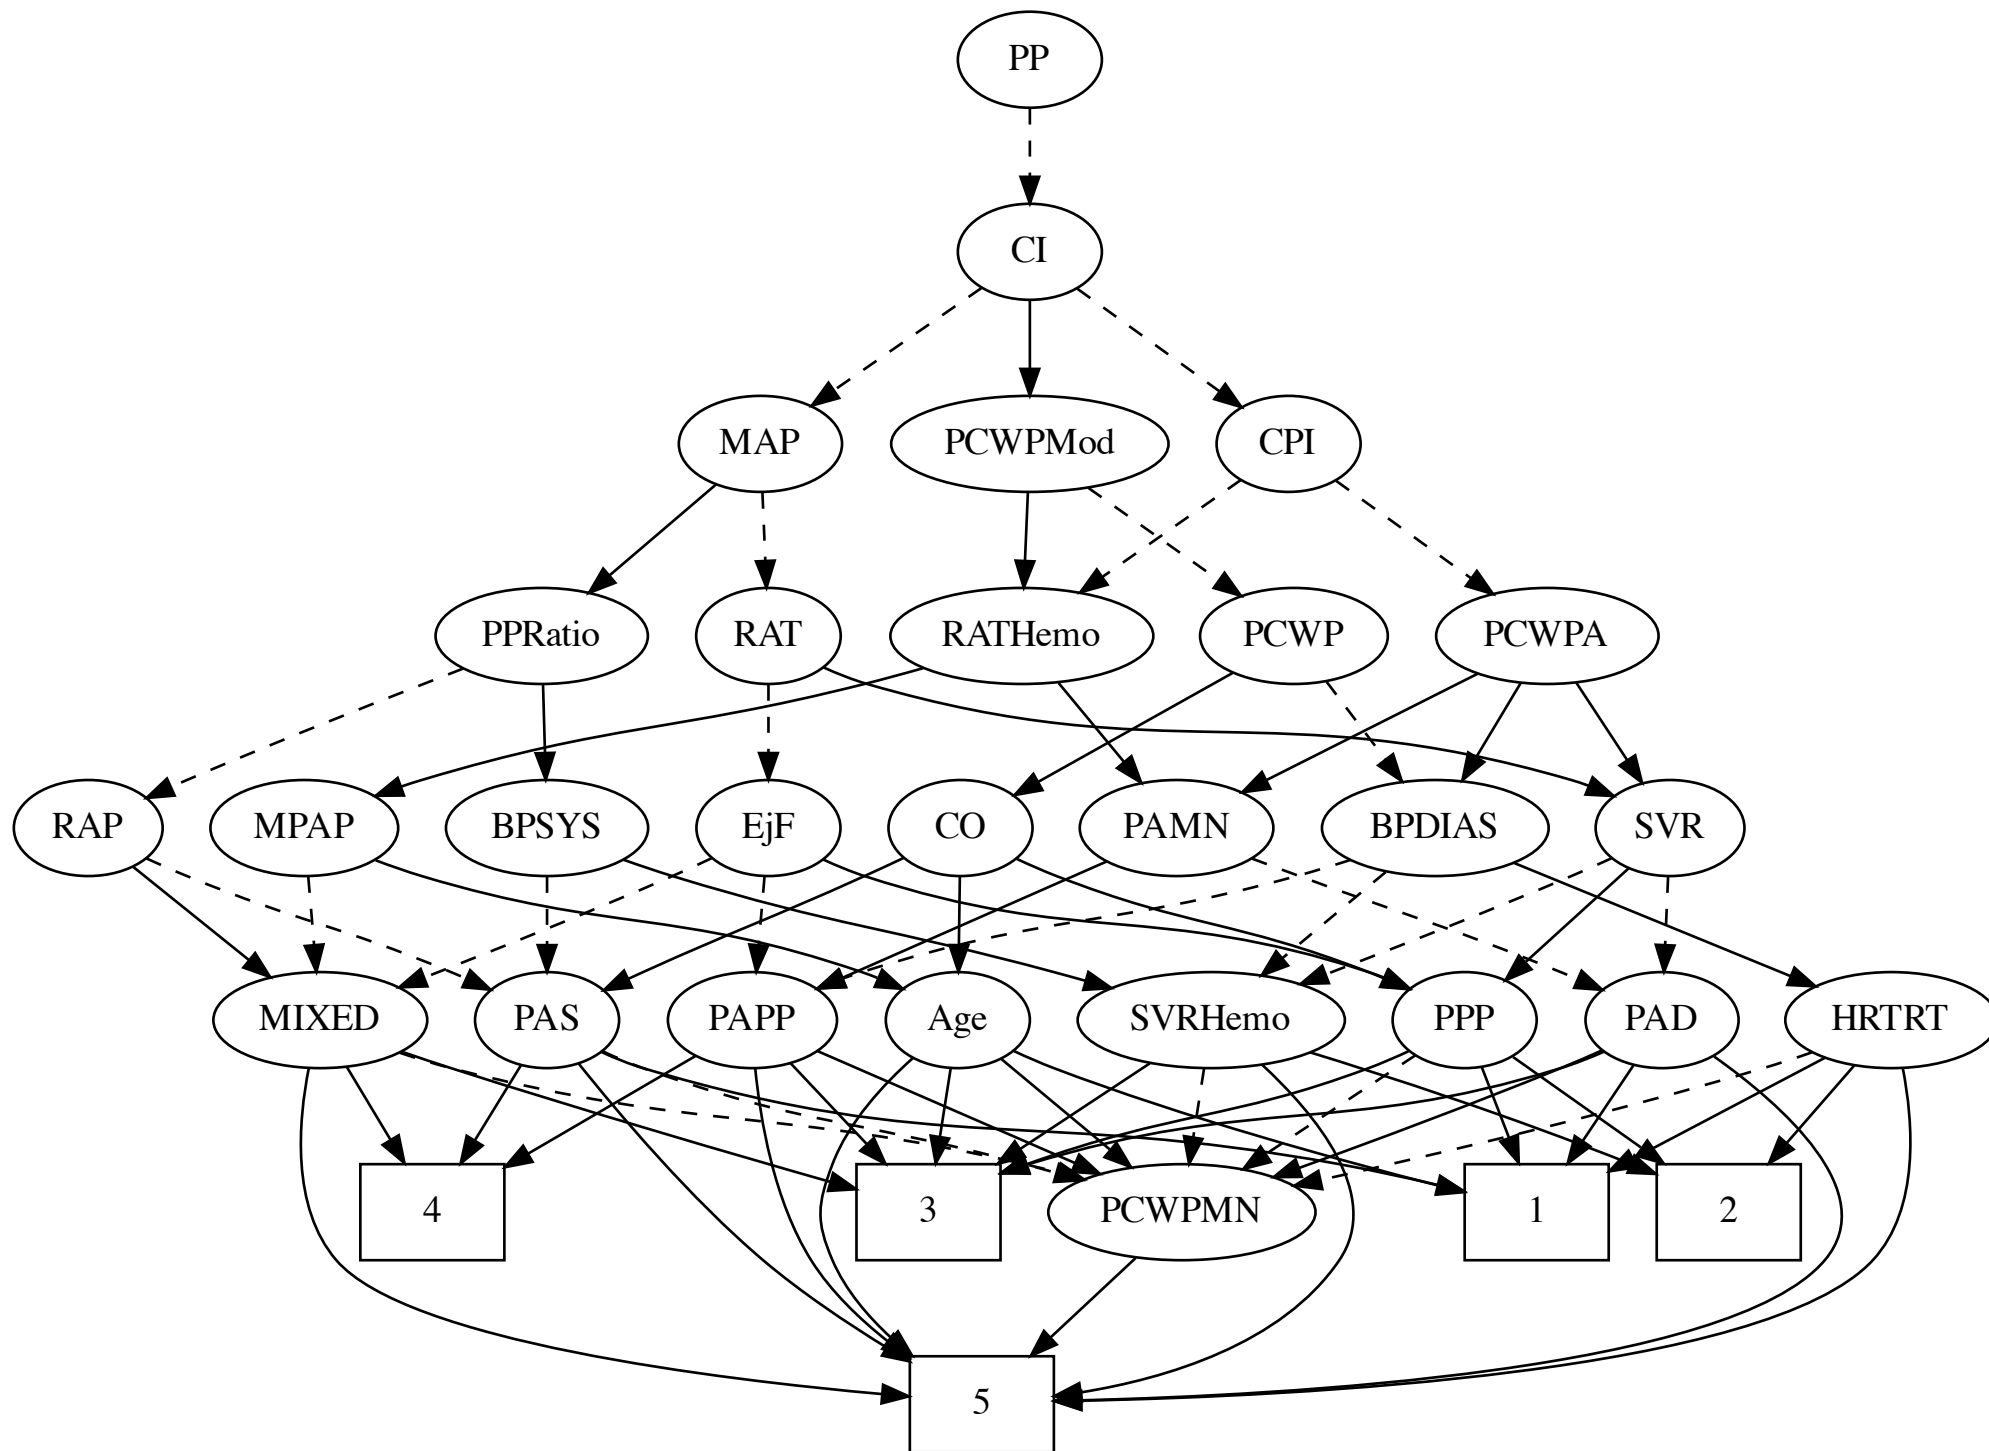 PP
CI
MAP
PCWPMod
CPI
PPRatio
RAT
RATHemo
PCWP
PCWPA
RAP
MPAP
BPSYS
EjF
CO
PAMN
BPDIAS
SVR
MIXED
PAS
PAPP
Age
SVRHemo
PPP
PAD
HRTRT
4
3
PCWPMN
1
2
5